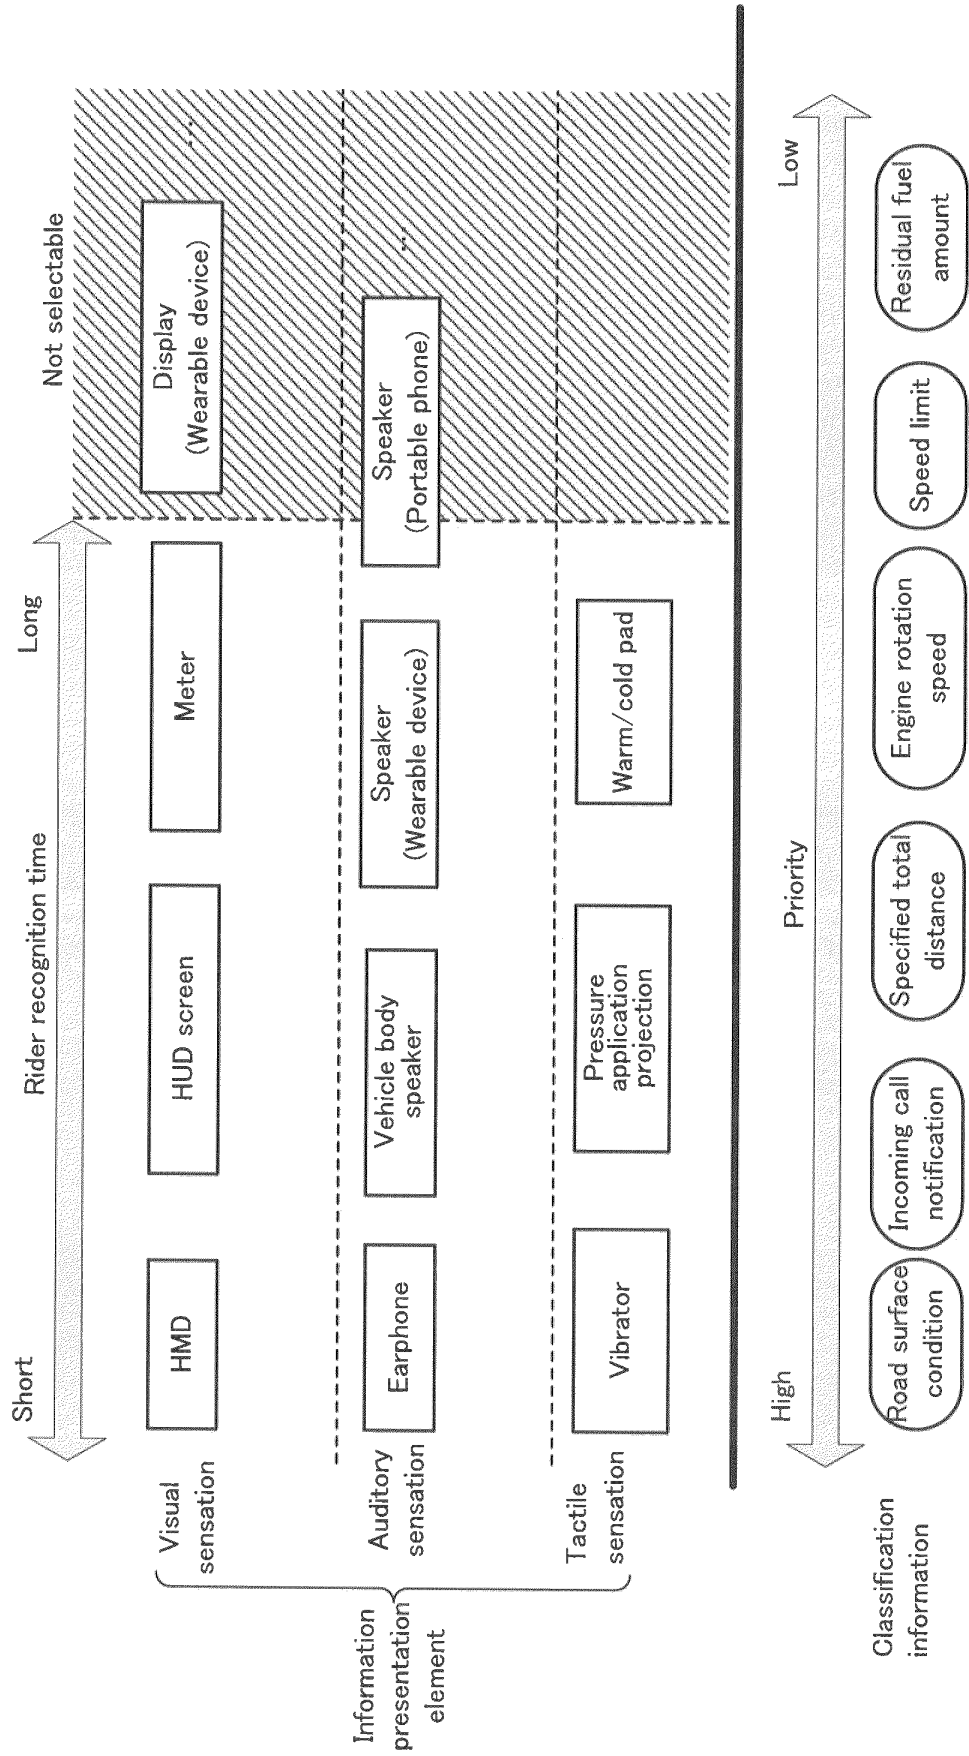 Rider recognition time
Short
Long
Not selectable
Information
presentation
element
Visual
sensation
HMD
HUD screen
Meter
Display
(Wearable device)
...
Auditory
sensation
Earphone
Vehicle body
speaker
Speaker
(Wearable device)
Speaker
(Portable phone)
...
Tactile
sensation
Vibrator
Pressure
application
projection
Warm/cold pad
High
Priority
Low
Classification
information
Road surface
condition
Incoming call
notification
Specified total
distance
Engine rotation
speed
Speed limit
Residual fuel
amount